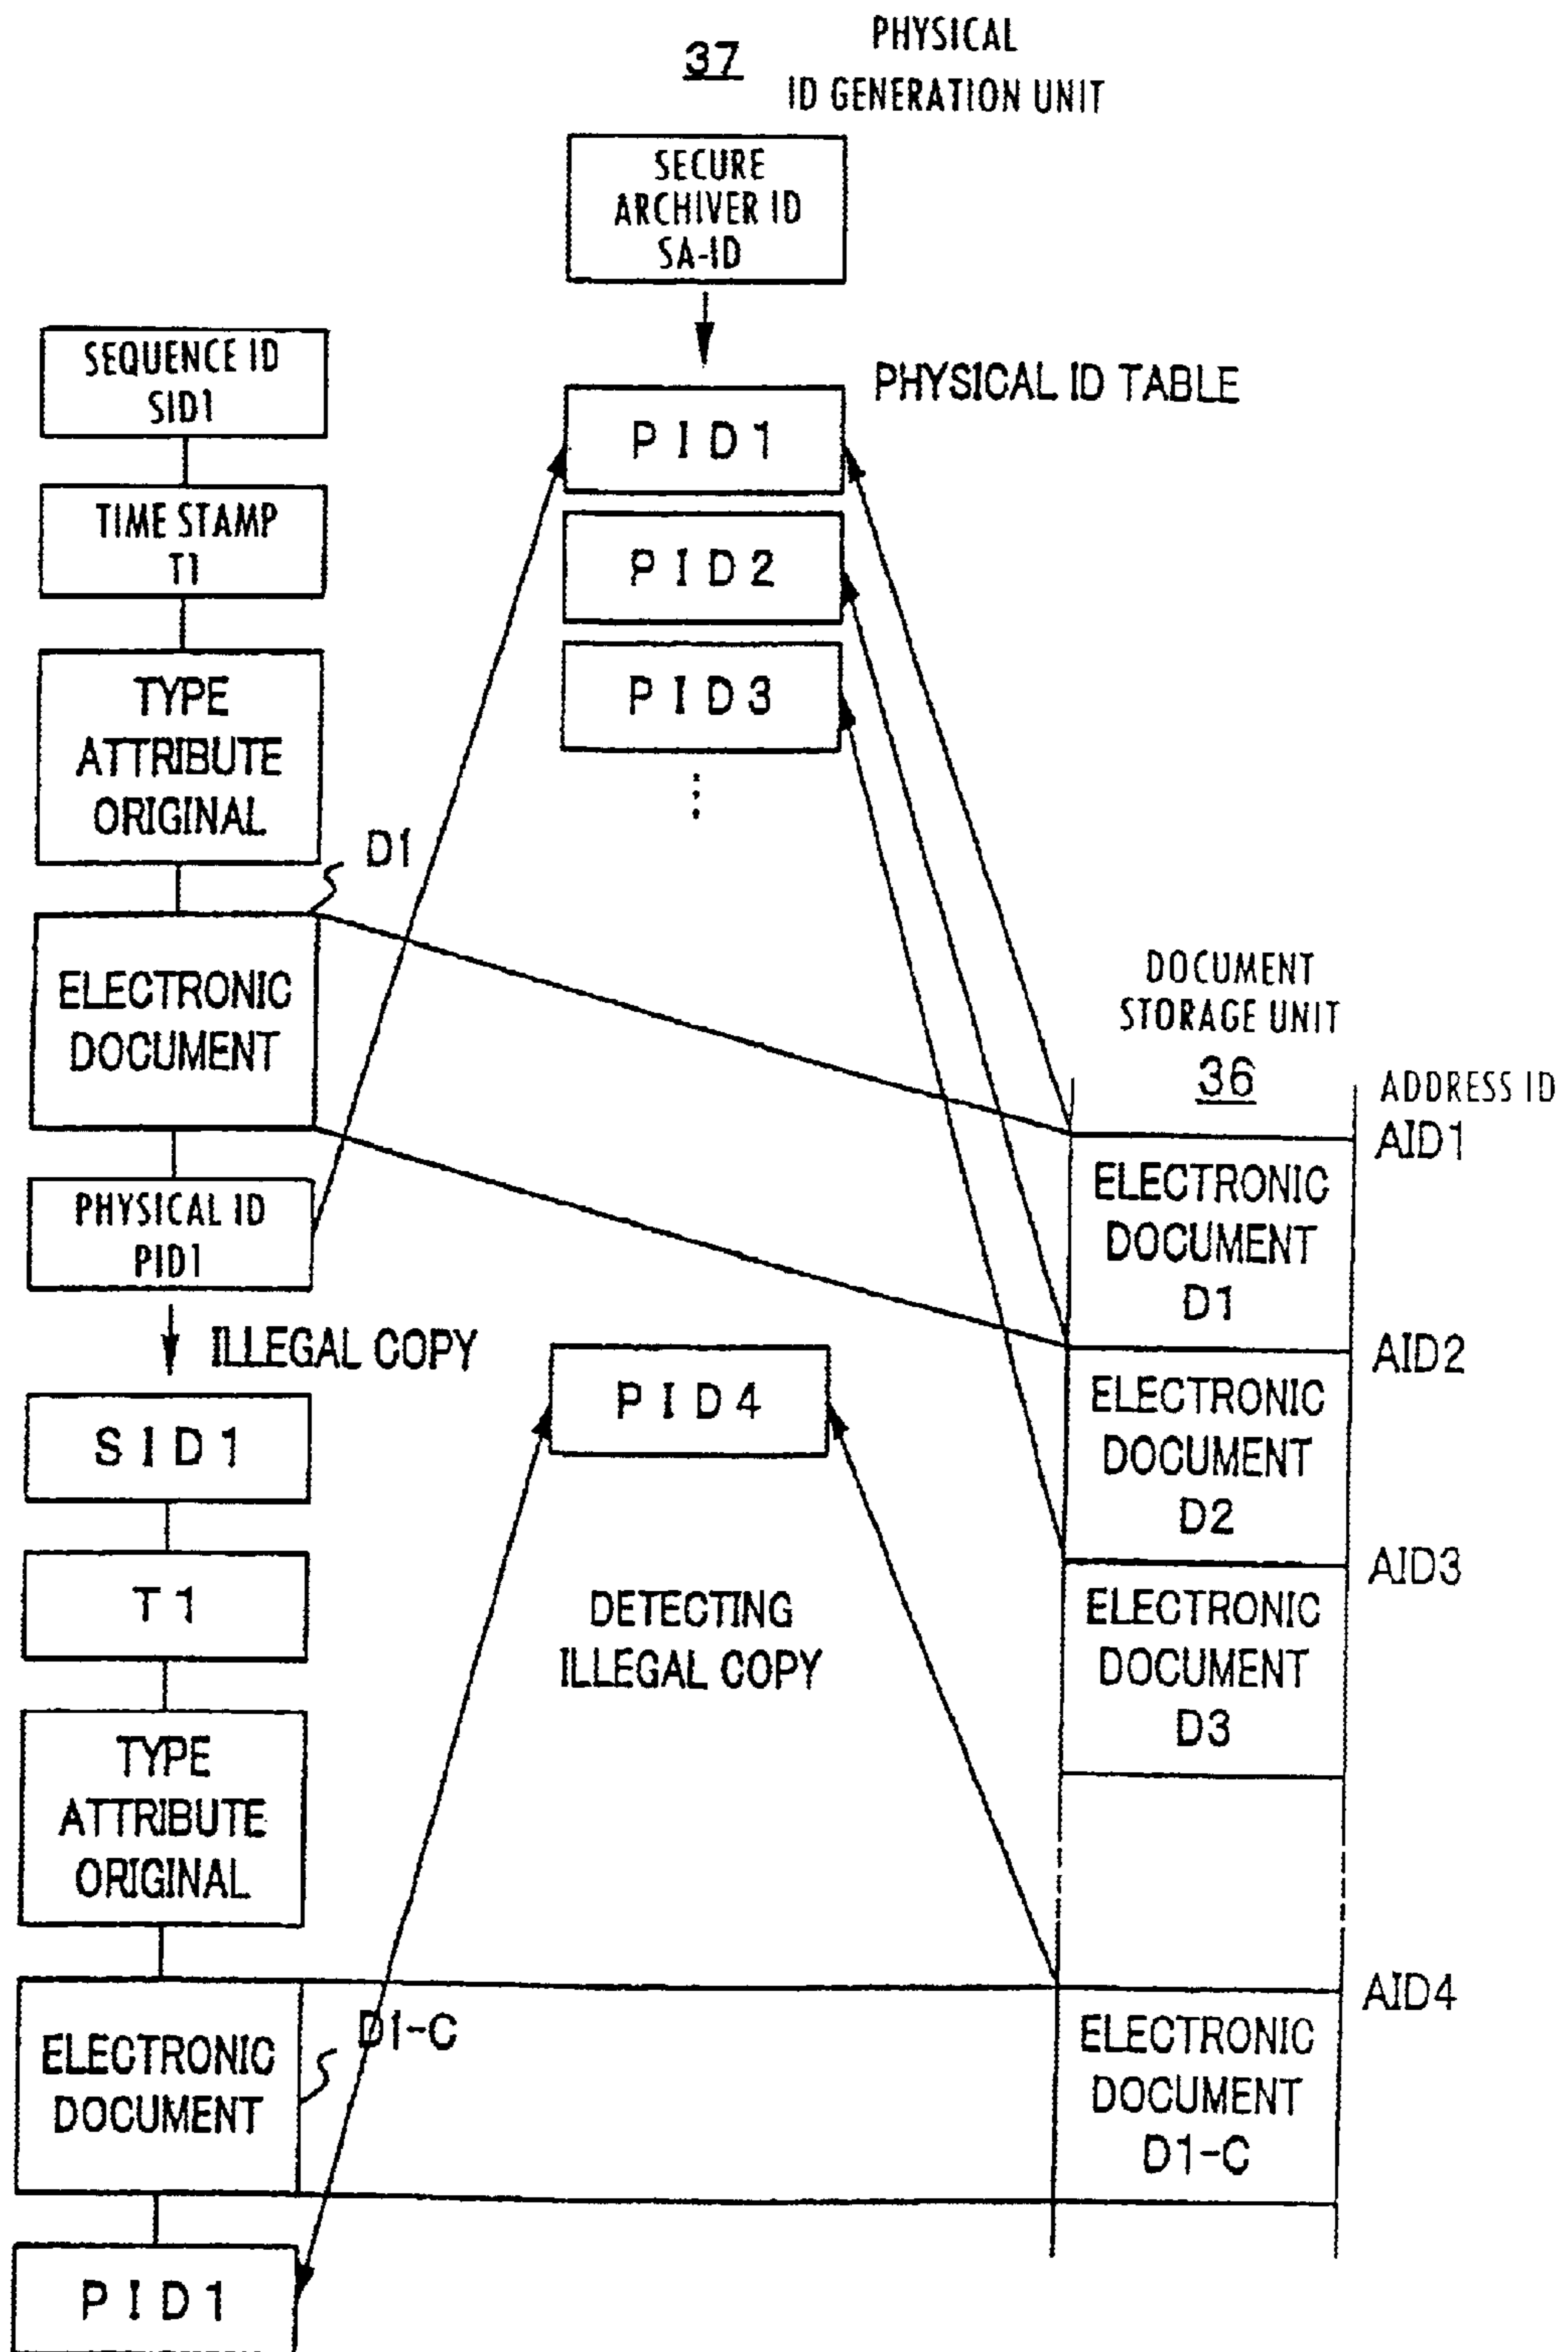 37
PHYSICAL
ID GENERATION UNIT
SECURE
ARCHIVER ID
SA-ID
SEQUENCE ID
SID1
PHYSICAL ID TABLE
PID1
TIME STAMP
T1
PID2
TYPE
ATTRIBUTE
ORIGINAL
PID3
D1
ELECTRONIC
DOCUMENT
DOCUMENT
STORAGE UNIT
36
ADDRESS ID
AID1
PHYSICAL ID
PID1
ELECTRONIC
DOCUMENT
D1
ILLEGAL COPY
AID2
PID4
ELECTRONIC
DOCUMENT
D2
SID1
AID3
T1
DETECTING
ILLEGAL COPY
ELECTRONIC
DOCUMENT
D3
TYPE
ATTRIBUTE
ORIGINAL
AID4
D1-C
ELECTRONIC
DOCUMENT
ELECTRONIC
DOCUMENT
D1-C
PID1